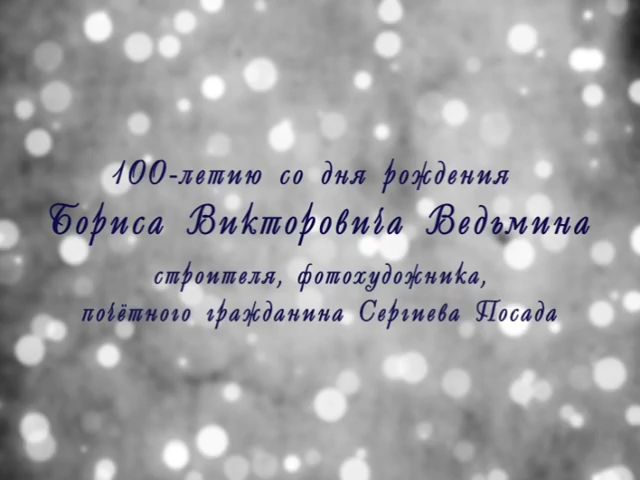 100-летию со дня рождения
Бориса Викторовича Ведьмина
строителя, фотохудожника,
почётного гражданина Сергиева Посада